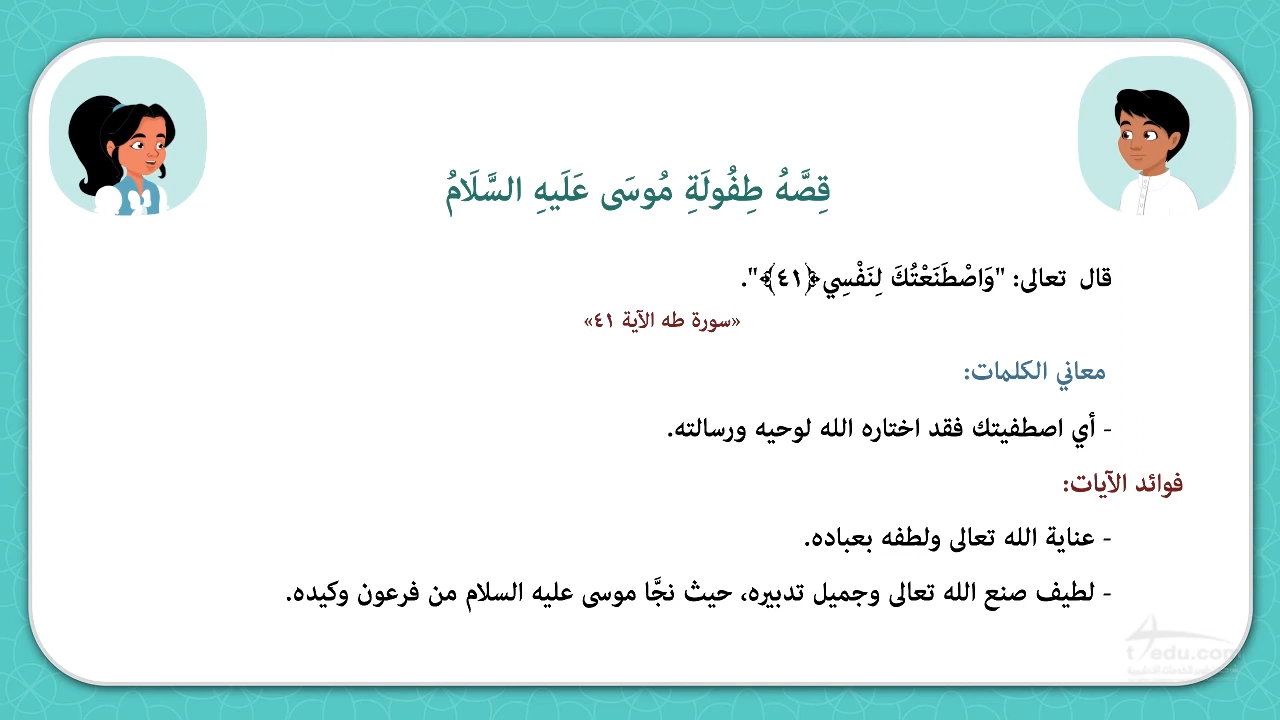 قِصَّهُ طِفُولَةِ مُوسَى عَلَيهِ السَّلَامُ
قال تعالى: "وَاصْطَنَعْتُكَ لِنَفْسِي﴿٤١﴾".
«سورة طه الآية ٤١»
معاني الكلمات:
- أي اصطفيتك فقد اختاره الله لوحيه ورسالته.
فوائد الآيات:
- عناية الله تعالى ولطفه بعباده.
- لطيف صنع الله تعالى وجميل تدبيره، حيث نجَّا موسى عليه السلام من فرعون وكيده.
t4edu.com